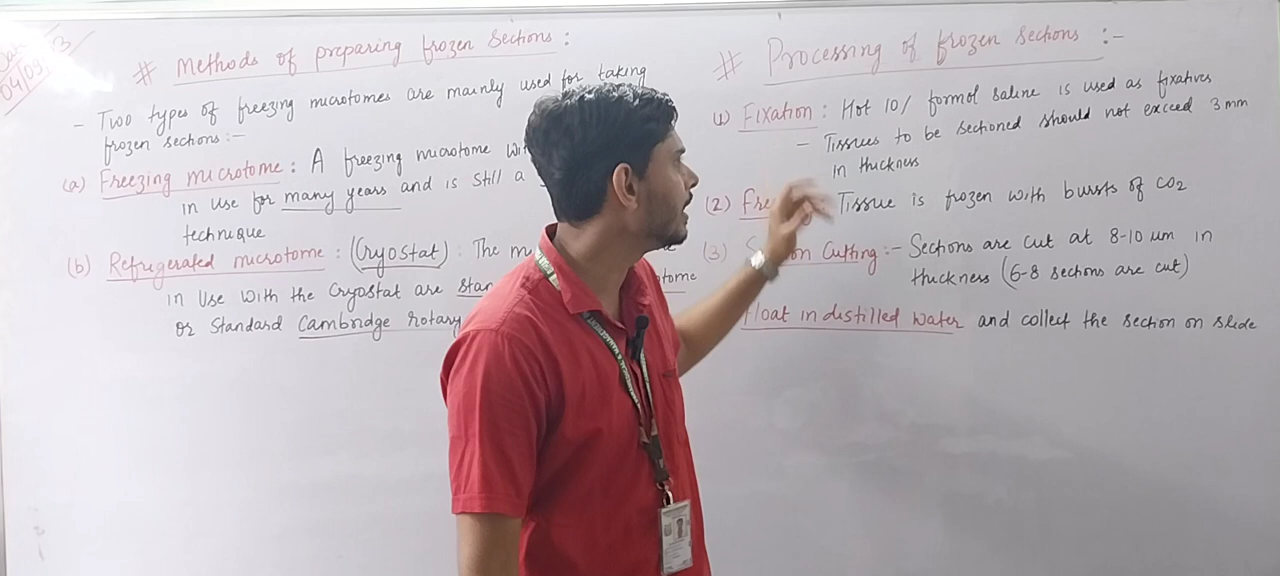 04/09
# Methods of preparing frozen sections :
- Two types of freezing microtomes are mainly used for taking
frozen sections :-
(a) Freezing microtome : A freezing microtome
in use for many years and is still a
technique
(b) Refrigerated microtome : (Cryostat) : The
in use with the Cryostat are
or standard Cambridge rotary
# Processing of frozen sections :-
(1) Fixation : Hot 10/ formol saline is used as fixatives
- Tissues to be sectioned should not exceed 3 mm
in thickness
(2) Tissue is frozen with bursts of CO2
(3) Cutting :- Sections are cut at 8-10 um in
thickness (6-8 sections are cut)
Float in distilled water and collect the section on slide